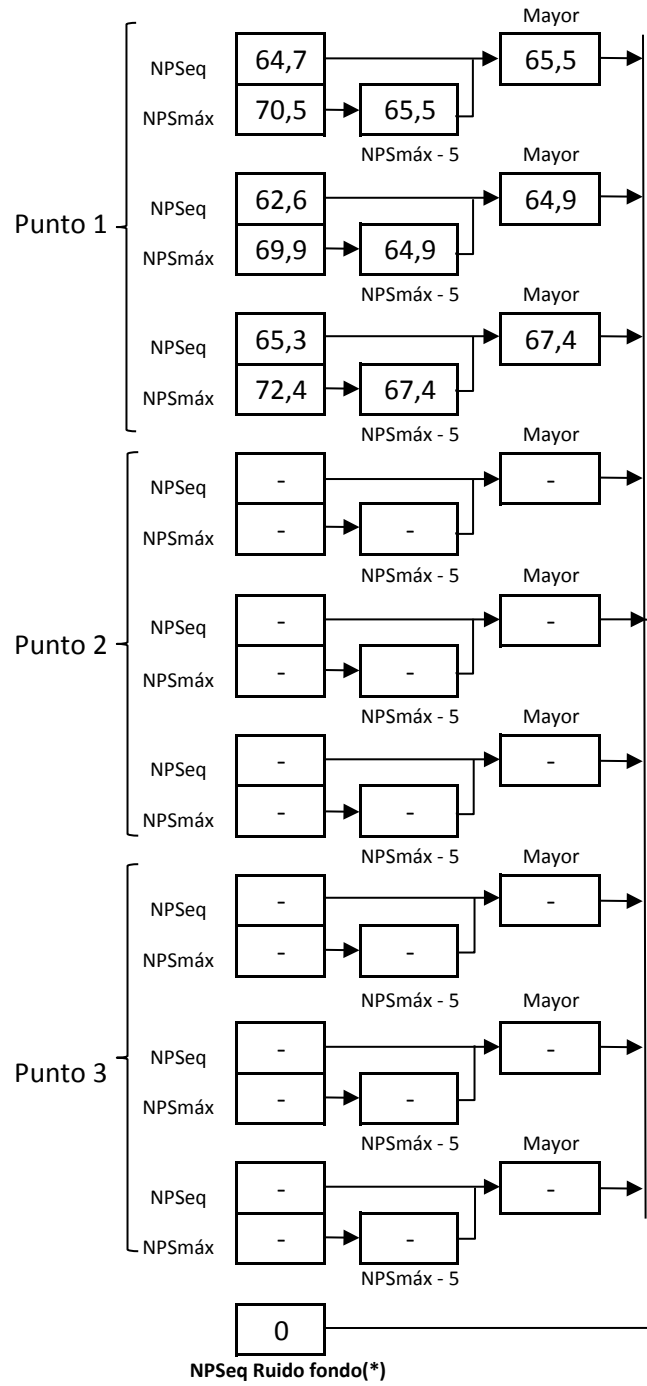 Mayor
NPSeq 64,7 65,5
NPSmáx 70,5 65,5
NPSmáx - 5 Mayor
Punto 1
NPSeq 62,6 64,9
NPSmáx 69,9 64,9
NPSmáx - 5 Mayor
NPSeq 65,3 67,4
NPSmáx 72,4 67,4
NPSmáx - 5 Mayor
NPSeq - -
NPSmáx - -
NPSmáx - 5 Mayor
Punto 2
NPSeq - -
NPSmáx - -
NPSmáx - 5 Mayor
NPSeq - -
NPSmáx - -
NPSmáx - 5 Mayor
NPSeq - -
NPSmáx - -
NPSmáx - 5 Mayor
Punto 3
NPSeq - -
NPSmáx - -
NPSmáx - 5 Mayor
NPSeq - -
NPSmáx - -
NPSmáx - 5
0
NPSeq Ruido fondo(*)